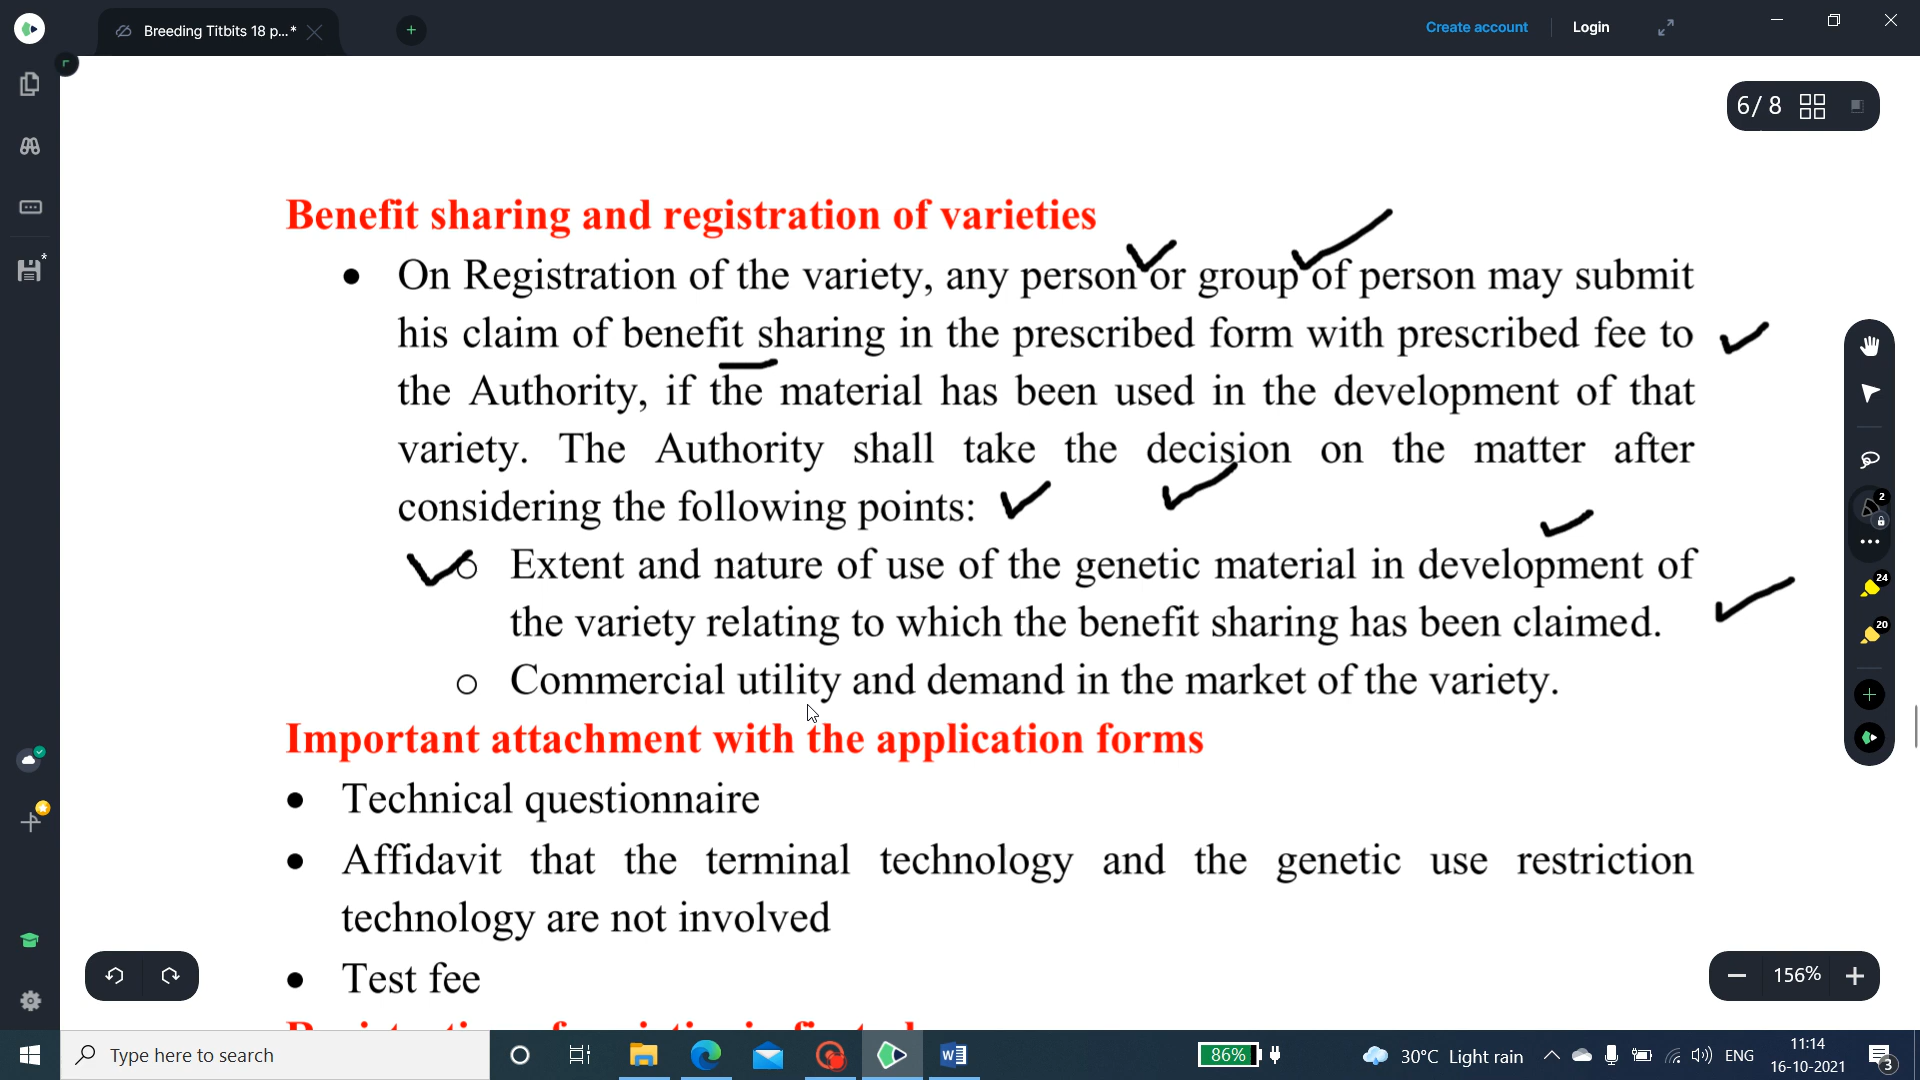 Breeding Titbits 18 p...*
Create account
Login
6/ 8
Benefit sharing and registration of varieties
On Registration of the variety, any person or group of person may submit
his claim of benefit sharing in the prescribed form with prescribed fee to
the Authority, if the material has been used in the development of that
variety. The Authority shall take the decision on the matter after
considering the following points:
Extent and nature of use of the genetic material in development of
the variety relating to which the benefit sharing has been claimed.
Commercial utility and demand in the market of the variety.
Important attachment with the application forms
Technical questionnaire
Affidavit that the terminal technology and the genetic use restriction
technology are not involved
Test fee
2
24
20
156%
Type here to search
86%
30°C Light rain
ENG
11:14
16-10-2021
3